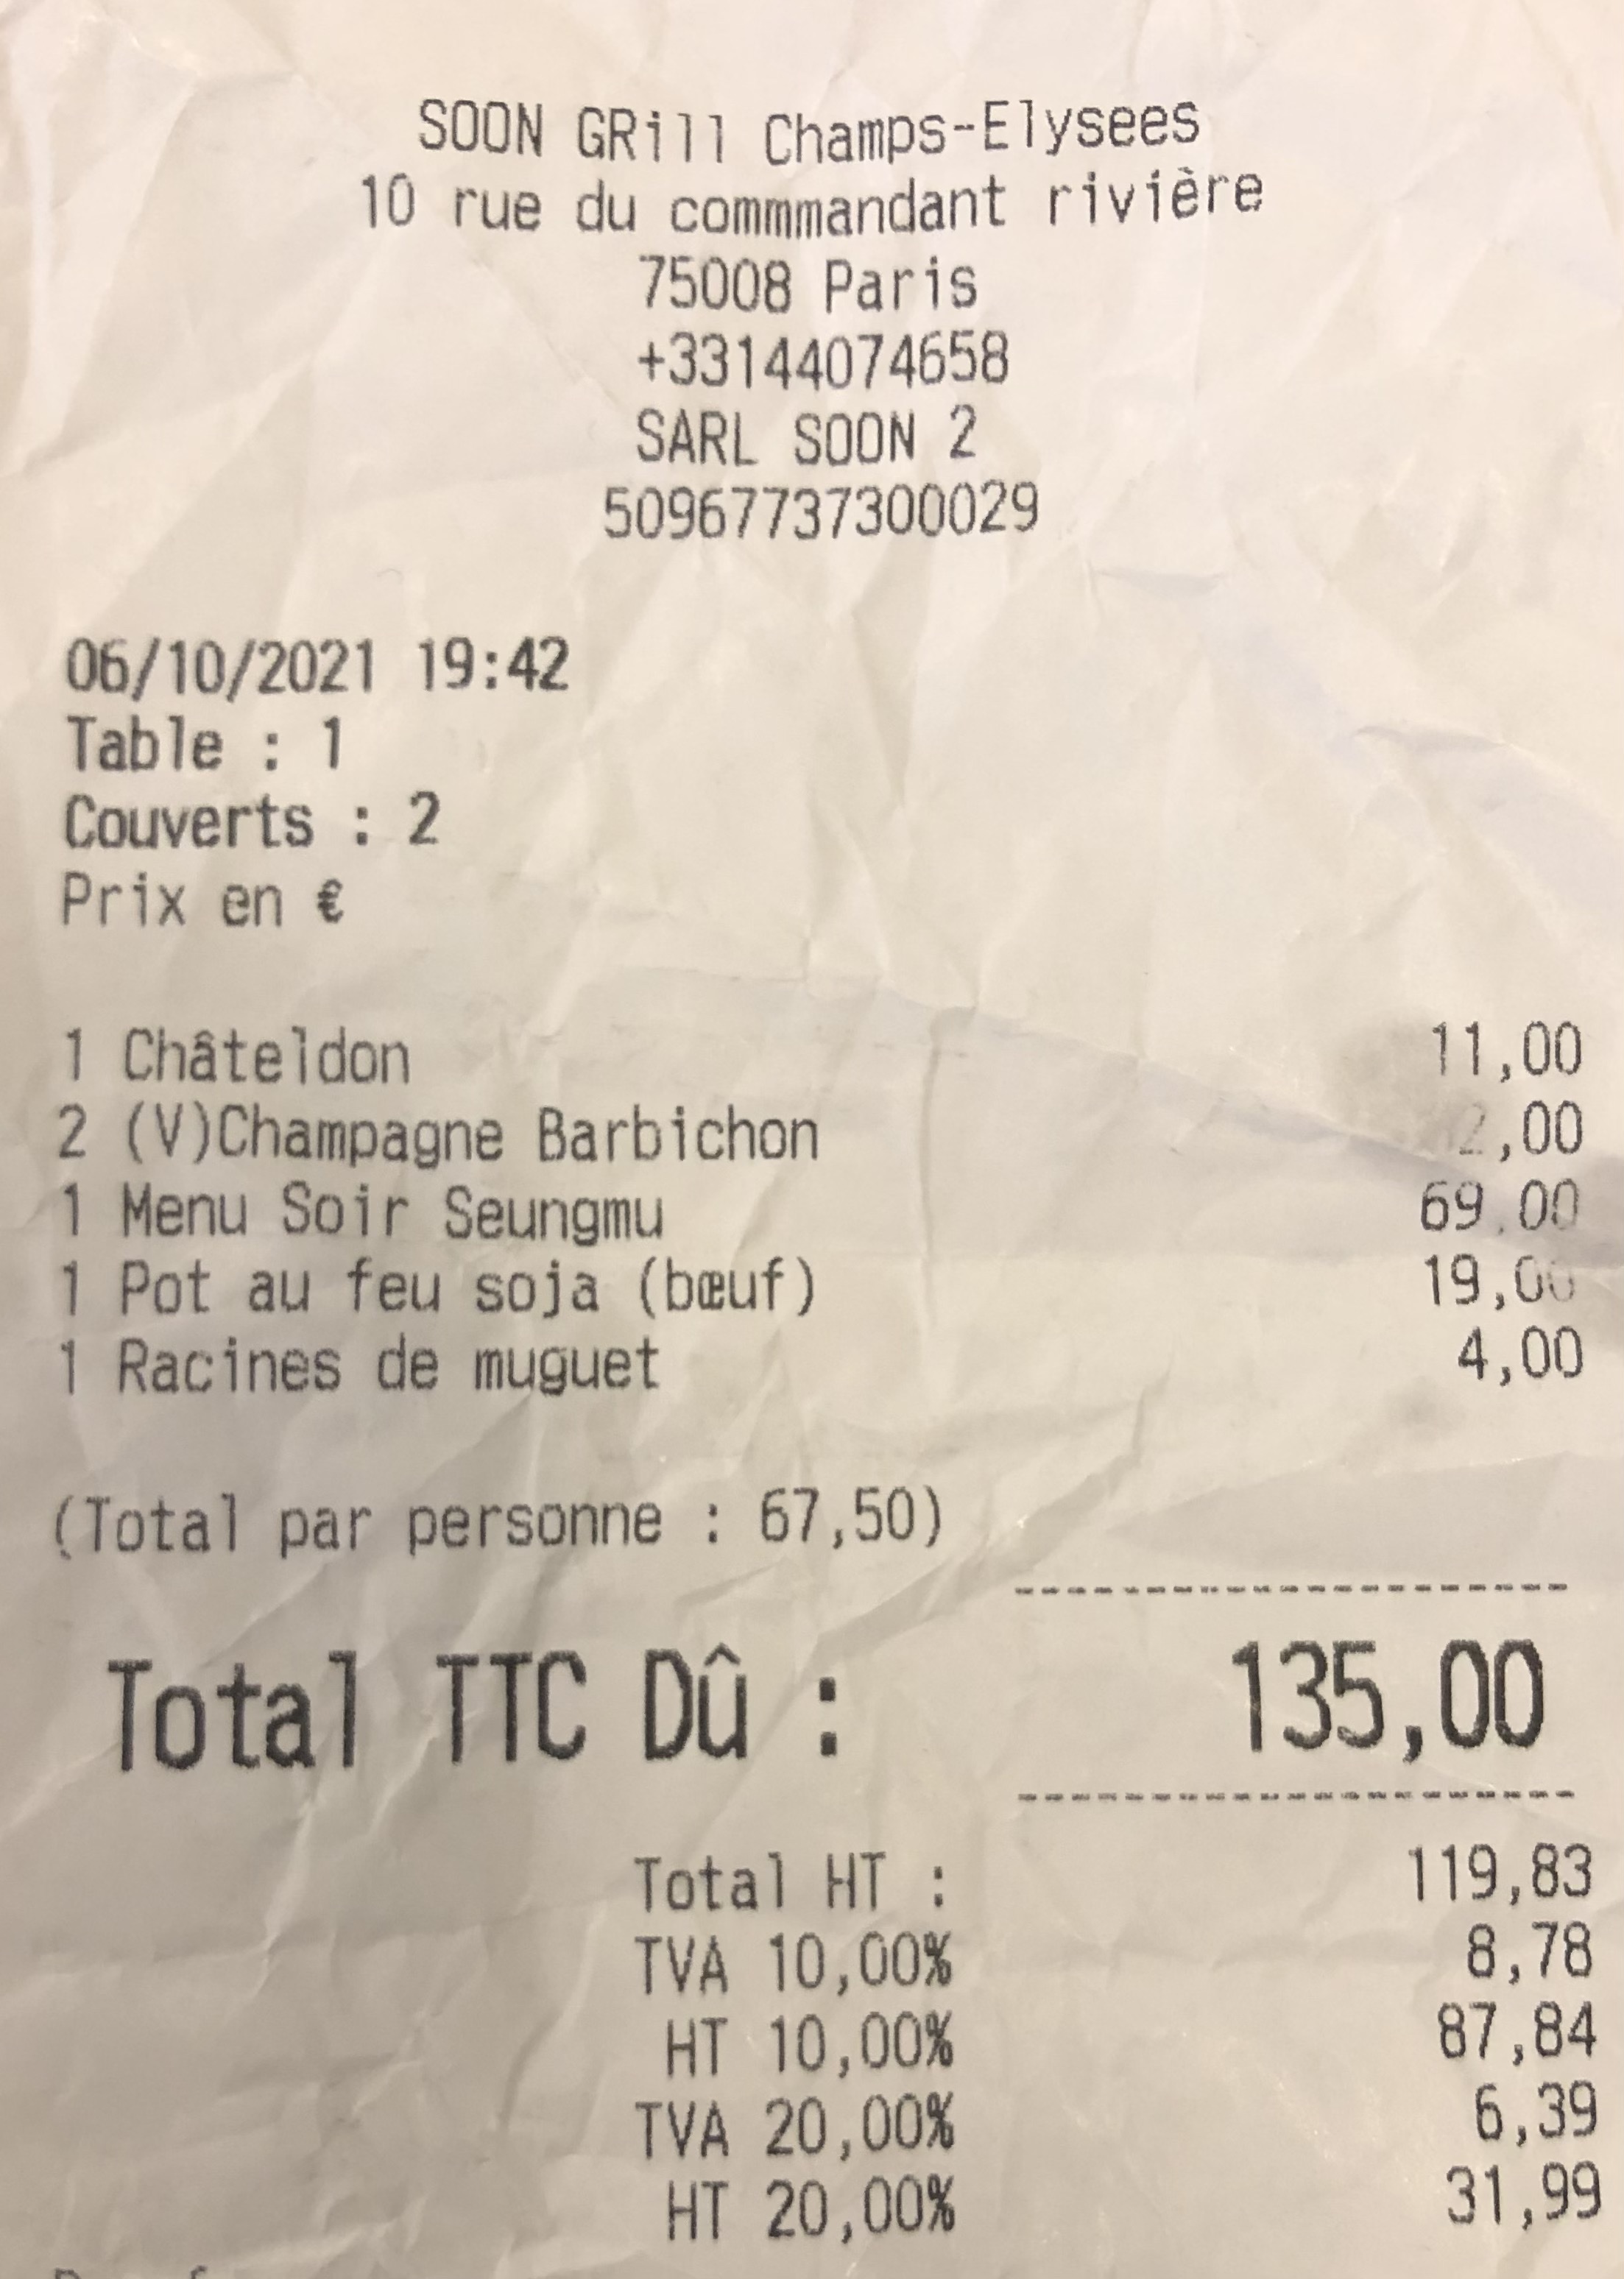 SOON GRill Champs-Elysees
10 rue du commmandant rivière
75008 Paris
+33144074658
SARL SOON 2
50967737300029
06/10/2021 19:42
Table : 1
Couverts : 2
Prix en €
1 Châteldon 11,00
2 (V)Champagne Barbichon
1 Menu Soir Seungmu 69,00
1 Pot au feu soja (bœuf) 19,00
1 Racines de muguet 4,00
(Total par personne : 67,50)
Total TTC Dû : 135,00
Total HT : 119,83
TVA 10,00% 8,78
HT 10,00% 87,84
TVA 20,00% 6,39
HT 20,00% 31,99